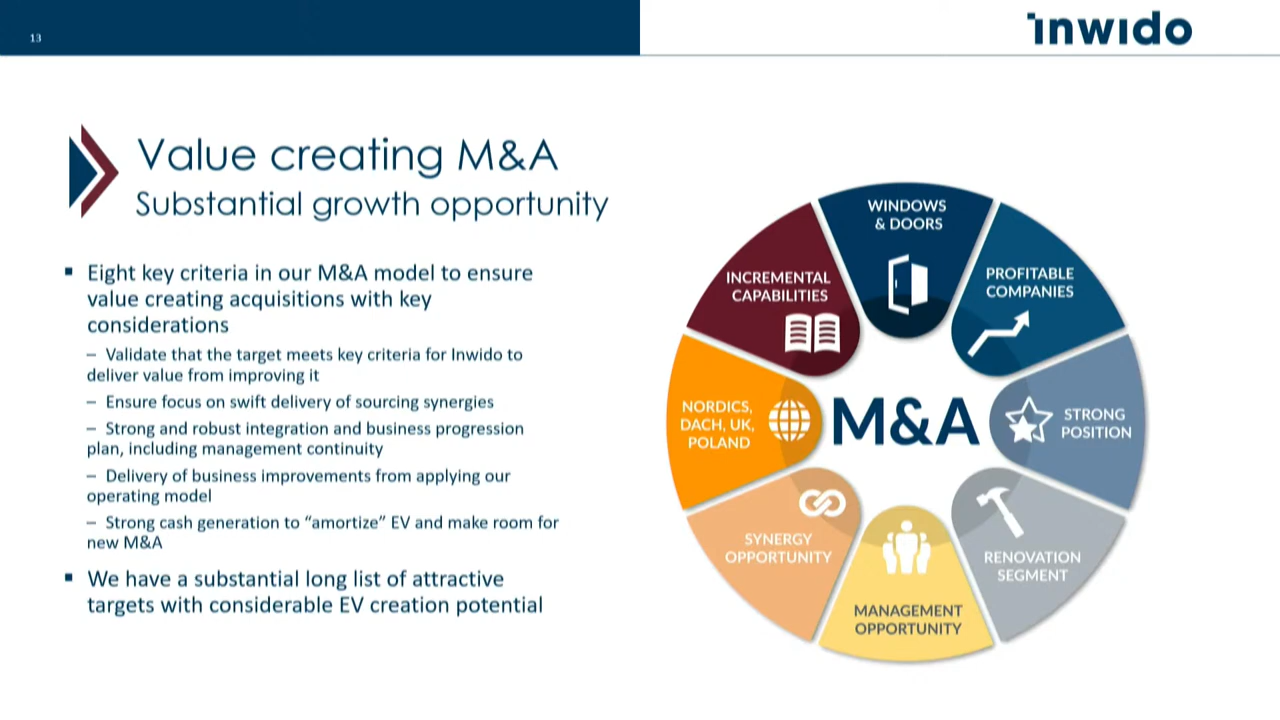 13
inwido
Value creating M&A
Substantial growth opportunity
▪ Eight key criteria in our M&A model to ensure
value creating acquisitions with key
considerations
– Validate that the target meets key criteria for Inwido to
deliver value from improving it
– Ensure focus on swift delivery of sourcing synergies
– Strong and robust integration and business progression
plan, including management continuity
– Delivery of business improvements from applying our
operating model
– Strong cash generation to “amortize” EV and make room for
new M&A
▪ We have a substantial long list of attractive
targets with considerable EV creation potential
WINDOWS
& DOORS
PROFITABLE
COMPANIES
STRONG
POSITION
RENOVATION
SEGMENT
MANAGEMENT
OPPORTUNITY
SYNERGY
OPPORTUNITY
NORDICS,
DACH, UK,
POLAND
INCREMENTAL
CAPABILITIES
M&A